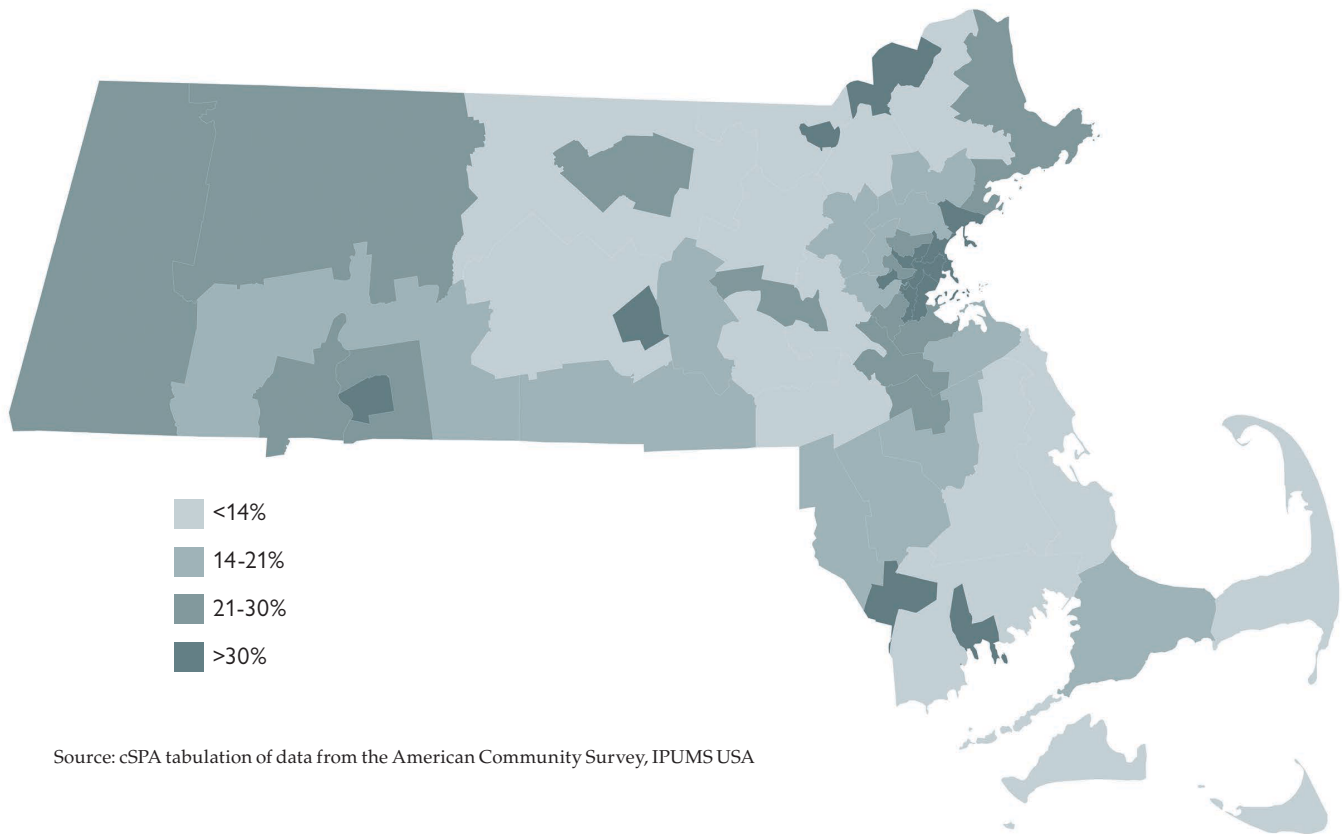 <14%
14-21%
21-30%
>30%
Source: cSPA tabulation of data from the American Community Survey, IPUMS USA